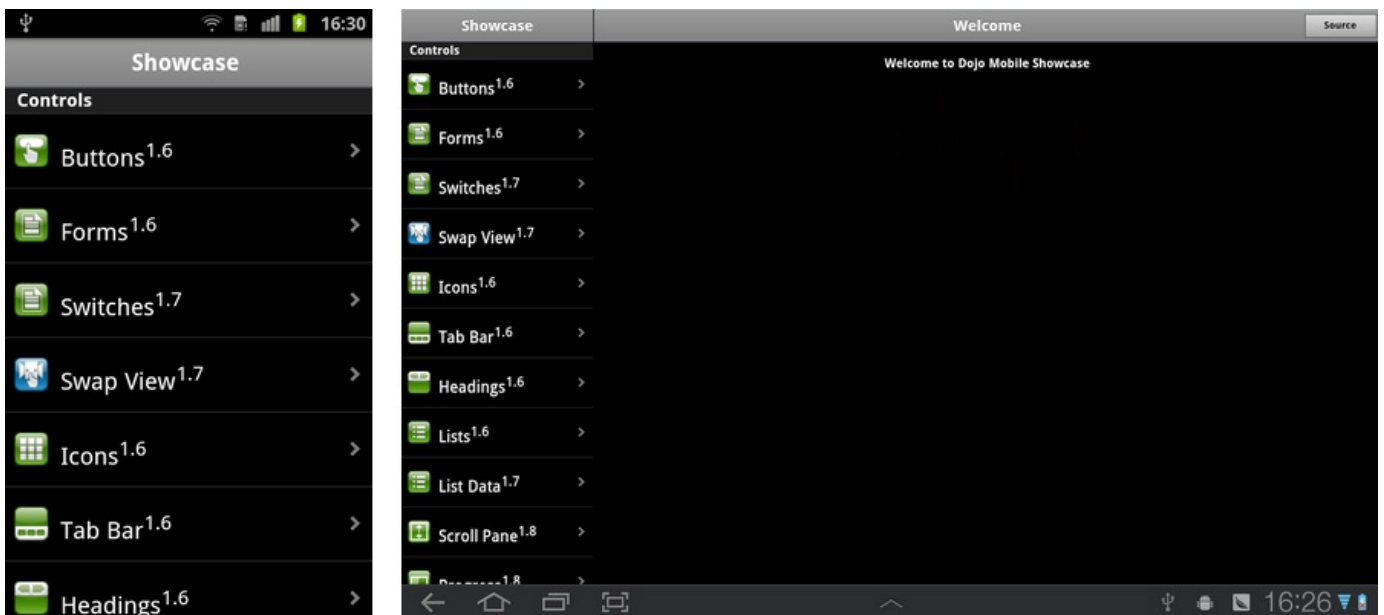 16:30
Showcase
Controls
Buttons1.6
Forms1.6
Switches1.7
Swap View1.7
Icons1.6
Tab Bar1.6
Headings1.6
Showcase
Welcome
Source
Controls
Welcome to Dojo Mobile Showcase
Buttons1.6
Forms1.6
Switches1.7
Swap View1.7
Icons1.6
Tab Bar1.6
Headings1.6
Lists1.6
List Data1.7
Scroll Pane1.8
Progress1.8
16:26